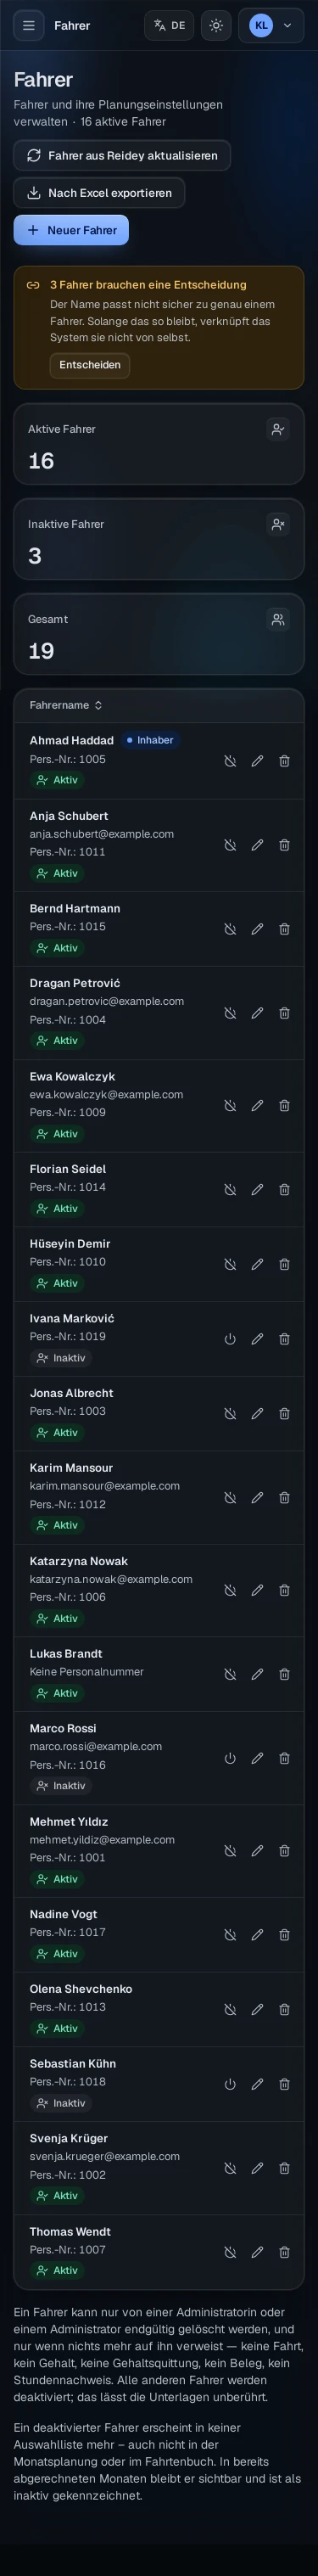 Fahrer
DE
KL
Fahrer
Fahrer und ihre Planungseinstellungen
verwalten · 16 aktive Fahrer
Fahrer aus Reidey aktualisieren
Nach Excel exportieren
Neuer Fahrer
3 Fahrer brauchen eine Entscheidung
Der Name passt nicht sicher zu genau einem
Fahrer. Solange das so bleibt, verknüpft das
System sie nicht von selbst.
Entscheiden
Aktive Fahrer
16
Inaktive Fahrer
3
Gesamt
19
Fahrername
Ahmad Haddad Inhaber
Pers.-Nr.: 1005
Aktiv
Anja Schubert
anja.schubert@example.com
Pers.-Nr.: 1011
Aktiv
Bernd Hartmann
Pers.-Nr.: 1015
Aktiv
Dragan Petrović
dragan.petrovic@example.com
Pers.-Nr.: 1004
Aktiv
Ewa Kowalczyk
ewa.kowalczyk@example.com
Pers.-Nr.: 1009
Aktiv
Florian Seidel
Pers.-Nr.: 1014
Aktiv
Hüseyin Demir
Pers.-Nr.: 1010
Aktiv
Ivana Marković
Pers.-Nr.: 1019
Inaktiv
Jonas Albrecht
Pers.-Nr.: 1003
Aktiv
Karim Mansour
karim.mansour@example.com
Pers.-Nr.: 1012
Aktiv
Katarzyna Nowak
katarzyna.nowak@example.com
Pers.-Nr.: 1006
Aktiv
Lukas Brandt
Keine Personalnummer
Aktiv
Marco Rossi
marco.rossi@example.com
Pers.-Nr.: 1016
Inaktiv
Mehmet Yıldız
mehmet.yildiz@example.com
Pers.-Nr.: 1001
Aktiv
Nadine Vogt
Pers.-Nr.: 1017
Aktiv
Olena Shevchenko
Pers.-Nr.: 1013
Aktiv
Sebastian Kühn
Pers.-Nr.: 1018
Inaktiv
Svenja Krüger
svenja.krueger@example.com
Pers.-Nr.: 1002
Aktiv
Thomas Wendt
Pers.-Nr.: 1007
Aktiv
Ein Fahrer kann nur von einer Administratorin oder
einem Administrator endgültig gelöscht werden, und
nur wenn nichts mehr auf ihn verweist — keine Fahrt,
kein Gehalt, keine Gehaltsquittung, kein Beleg, kein
Stundennachweis. Alle anderen Fahrer werden
deaktiviert; das lässt die Unterlagen unberührt.
Ein deaktivierter Fahrer erscheint in keiner
Auswahlliste mehr – auch nicht in der
Monatsplanung oder im Fahrtenbuch. In bereits
abgerechneten Monaten bleibt er sichtbar und ist als
inaktiv gekennzeichnet.